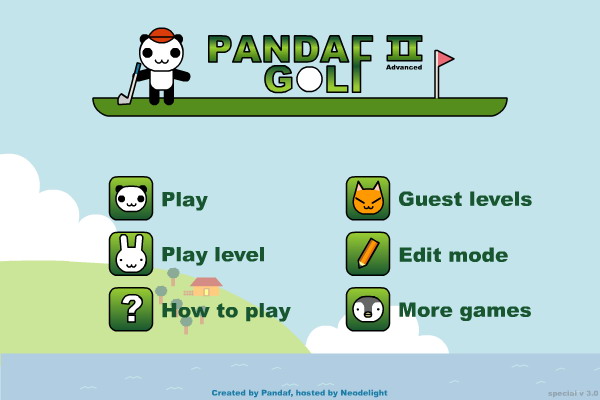 PANDAF II
GOLF
Advanced
Play
Guest levels
Play level
Edit mode
?
How to play
More games
Created by Pandaf, hosted by Neodelight
special v 3.0